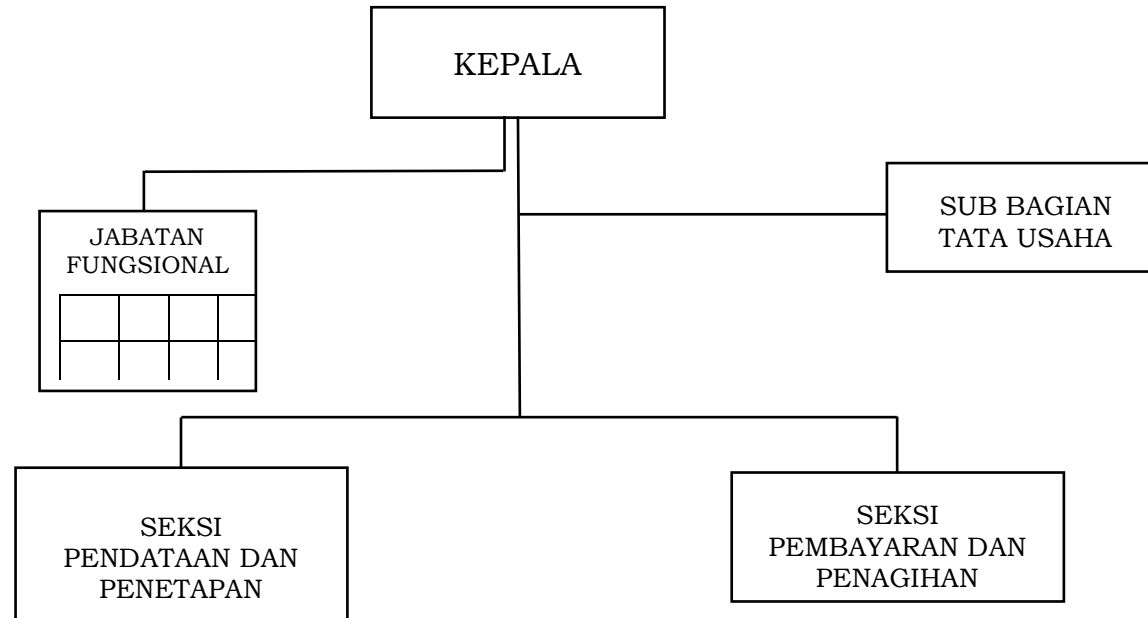 KEPALA
SUB BAGIAN
TATA USAHA
JABATAN
FUNGSIONAL
SEKSI
PENDATAAN DAN
PENETAPAN
SEKSI
PEMBAYARAN DAN
PENAGIHAN